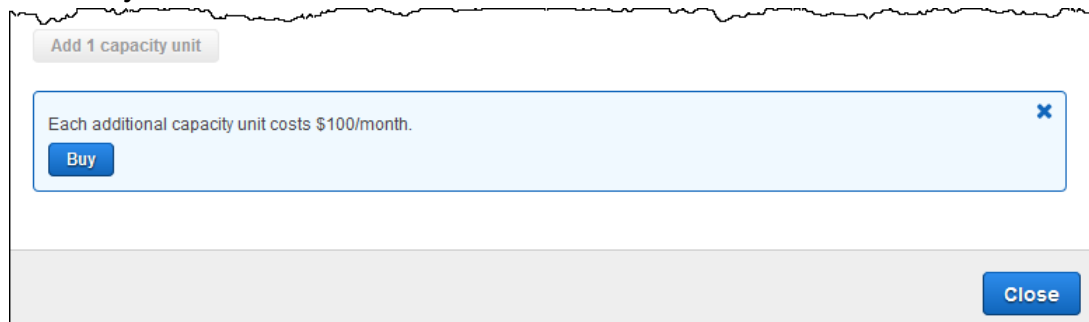 Add 1 capacity unit
Each additional capacity unit costs $100/month.
Buy
Close